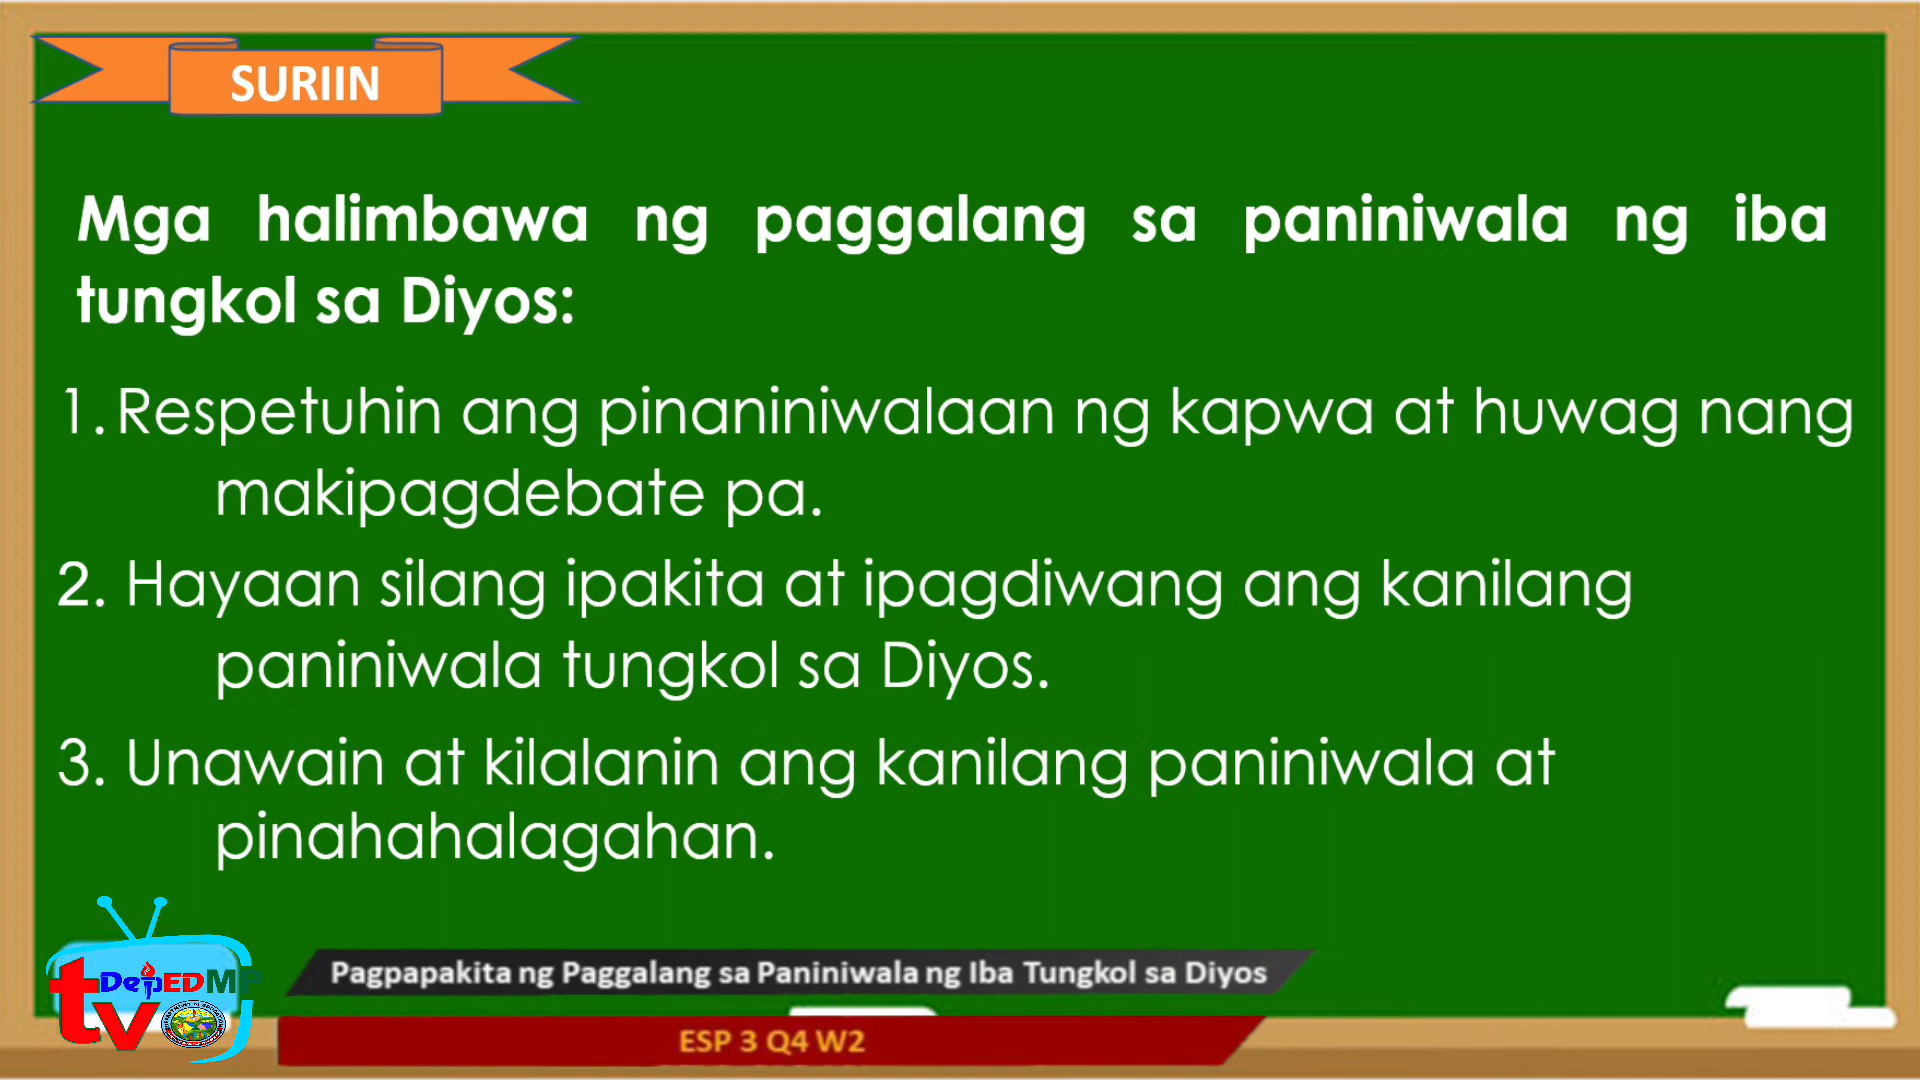 SURIIN
Mga halimbawa ng paggalang sa paniniwala ng iba
tungkol sa Diyos:
1. Respetuhin ang pinaniniwalaan ng kapwa at huwag nang
makipagdebate pa.
2. Hayaan silang ipakita at ipagdiwang ang kanilang
paniniwala tungkol sa Diyos.
3. Unawain at kilalanin ang kanilang paniniwala at
pinahahalagahan.
DepEDMP
tv
Pagpapakita ng Paggalang sa Paniniwala ng Iba Tungkol sa Diyos
ESP 3 Q4 W2